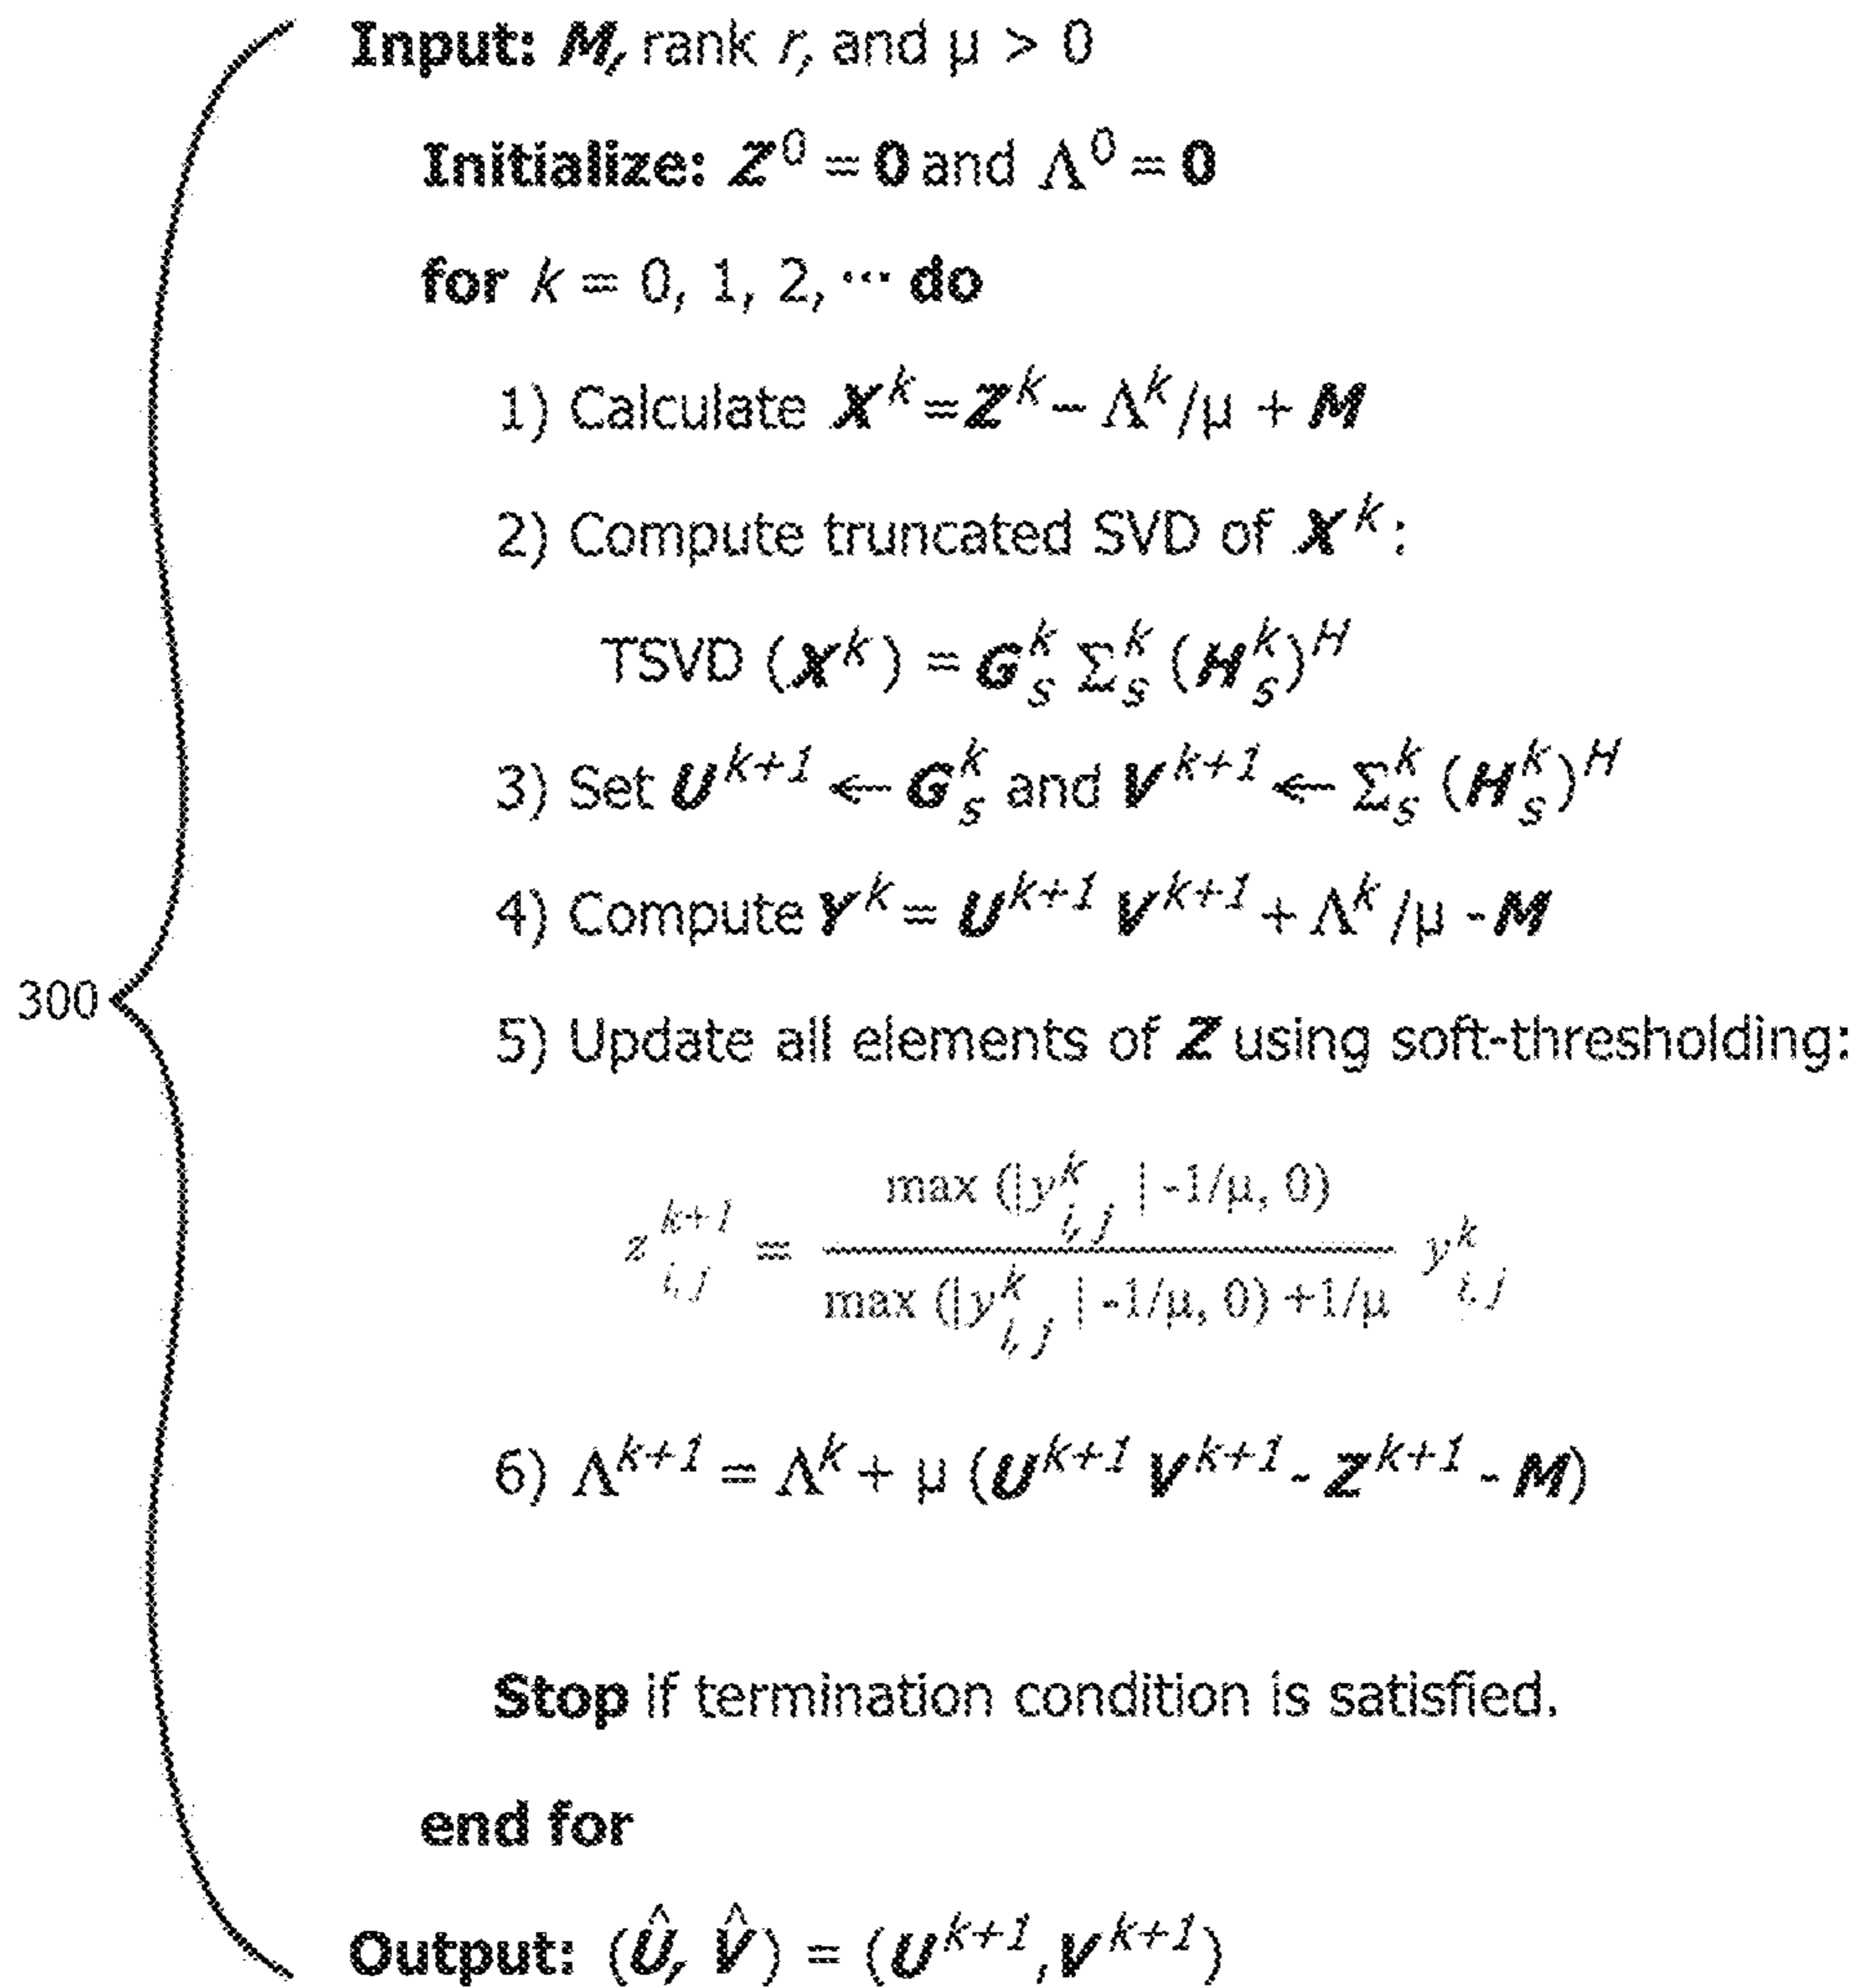 Input: M, rank r, and μ > 0
Initialize: Z^0 = 0 and Λ^0 = 0
for k = 0, 1, 2, ··· do
1) Calculate X^k = Z^k − Λ^k/μ + M
2) Compute truncated SVD of X^k:
TSVD (X^k) = G_S^k Σ_S^k (H_S^k)^H
3) Set U^{k+1} ← G_S^k and V^{k+1} ← Σ_S^k (H_S^k)^H
4) Compute Y^k = U^{k+1} V^{k+1} + Λ^k/μ - M
300
5) Update all elements of Z using soft-thresholding:
z_{i,j}^{k+1} = \frac{max (|y_{i,j}^k| -1/μ, 0)}{max (|y_{i,j}^k| -1/μ, 0) +1/μ} y_{i,j}^k
6) Λ^{k+1} = Λ^k + μ (U^{k+1} V^{k+1} - Z^{k+1} - M)
Stop if termination condition is satisfied.
end for
Output: (Û, V̂) = (U^{k+1}, V^{k+1})